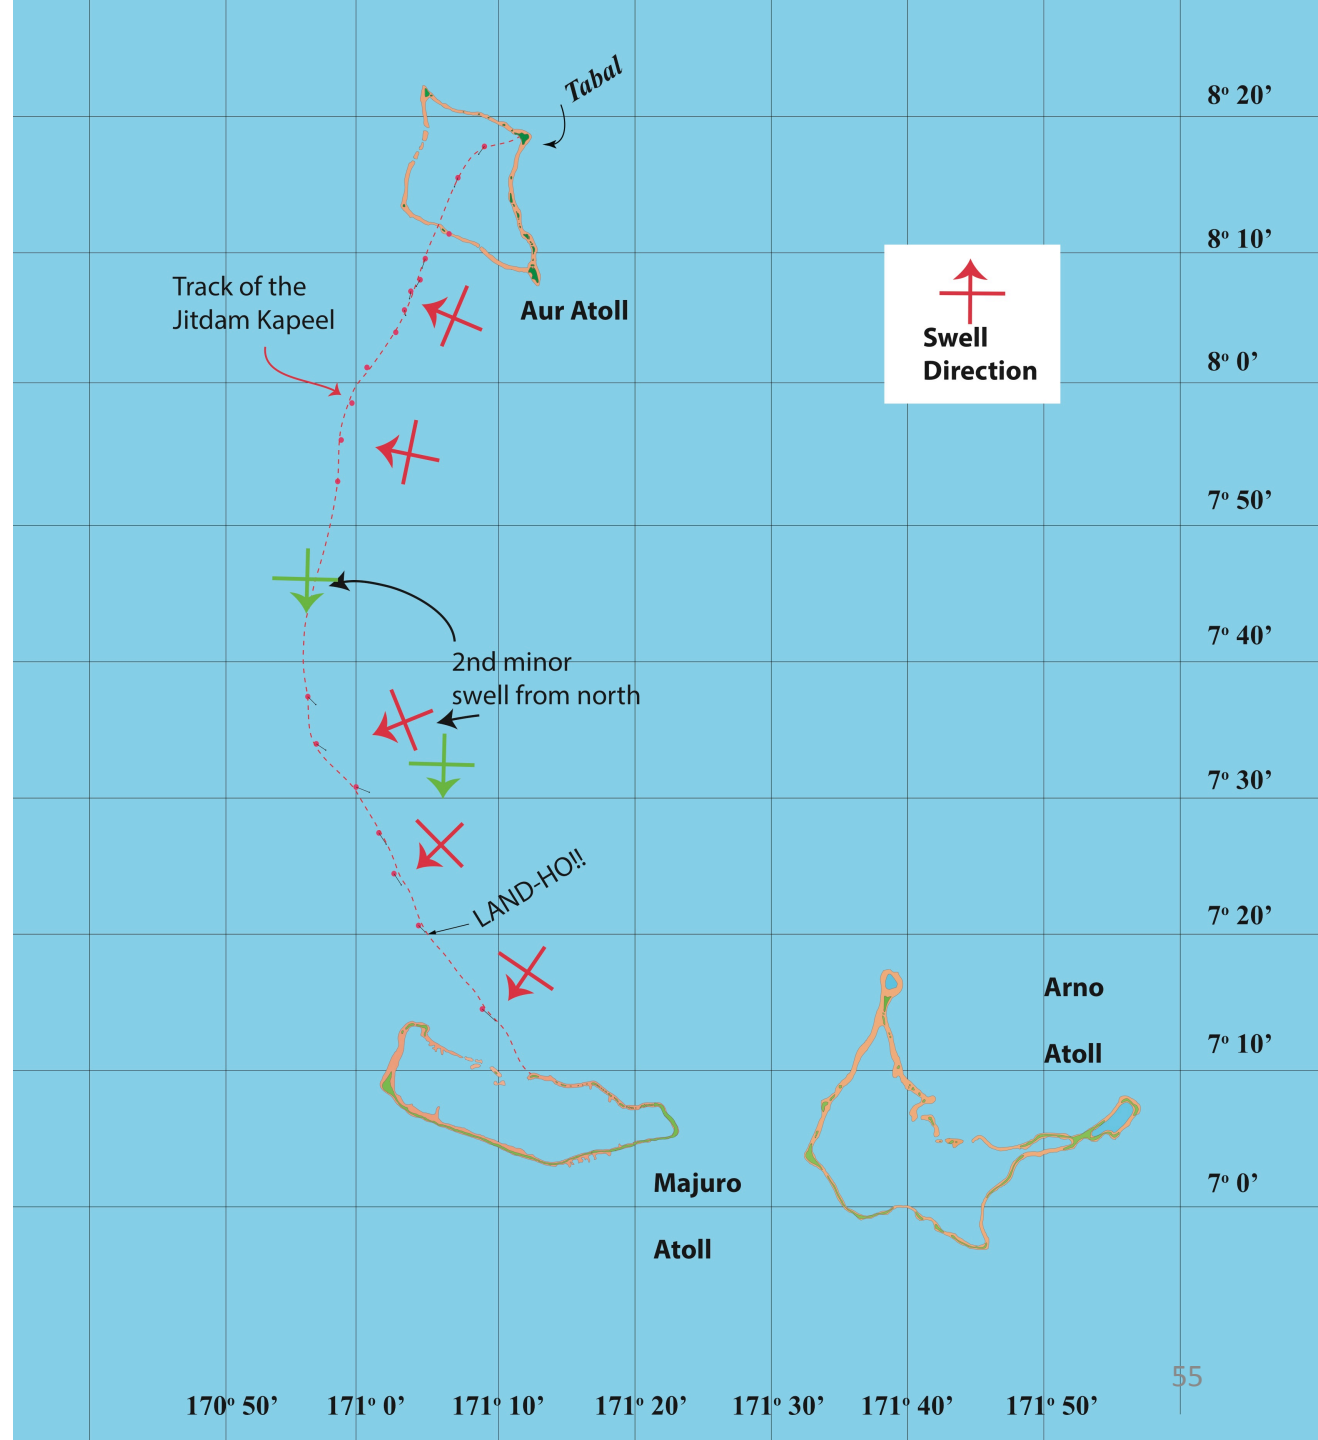 Tabal
8º 20’
8º 10’
Track of the
Jitdam Kapeel
Aur Atoll
Swell
Direction
8º 0’
7º 50’
7º 40’
2nd minor
swell from north
7º 30’
LAND-HO!!
7º 20’
Arno
Atoll
7º 10’
Majuro
Atoll
7º 0’
55
170º 50’
171º 0’
171º 10’
171º 20’
171º 30’
171º 40’
171º 50’